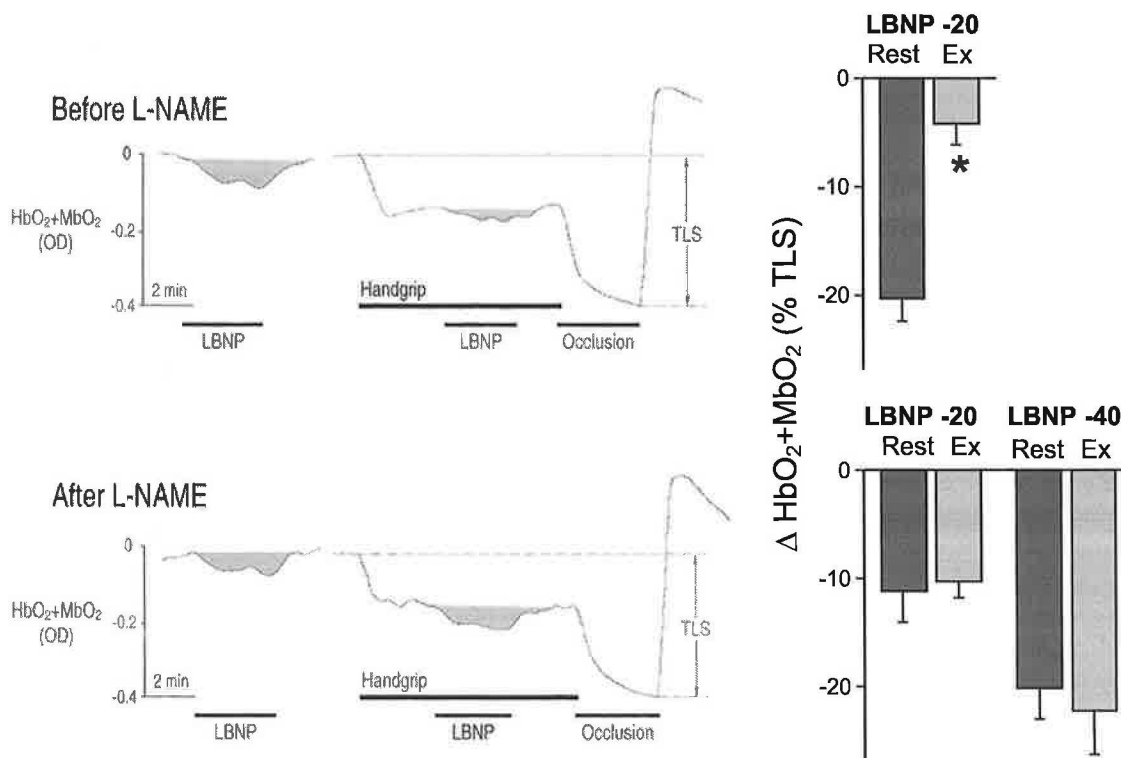 Before L-NAME
0
HbO₂+MbO₂
(OD)
-0.2
-0.4
2 min
LBNP
Handgrip
LBNP
Occlusion
TLS
After L-NAME
0
HbO₂+MbO₂
(OD)
-0.2
-0.4
2 min
LBNP
Handgrip
LBNP
Occlusion
TLS
Δ HbO₂+MbO₂ (% TLS)
LBNP -20
Rest Ex
0
-10
-20
*
LBNP -20 LBNP -40
Rest Ex Rest Ex
0
-10
-20